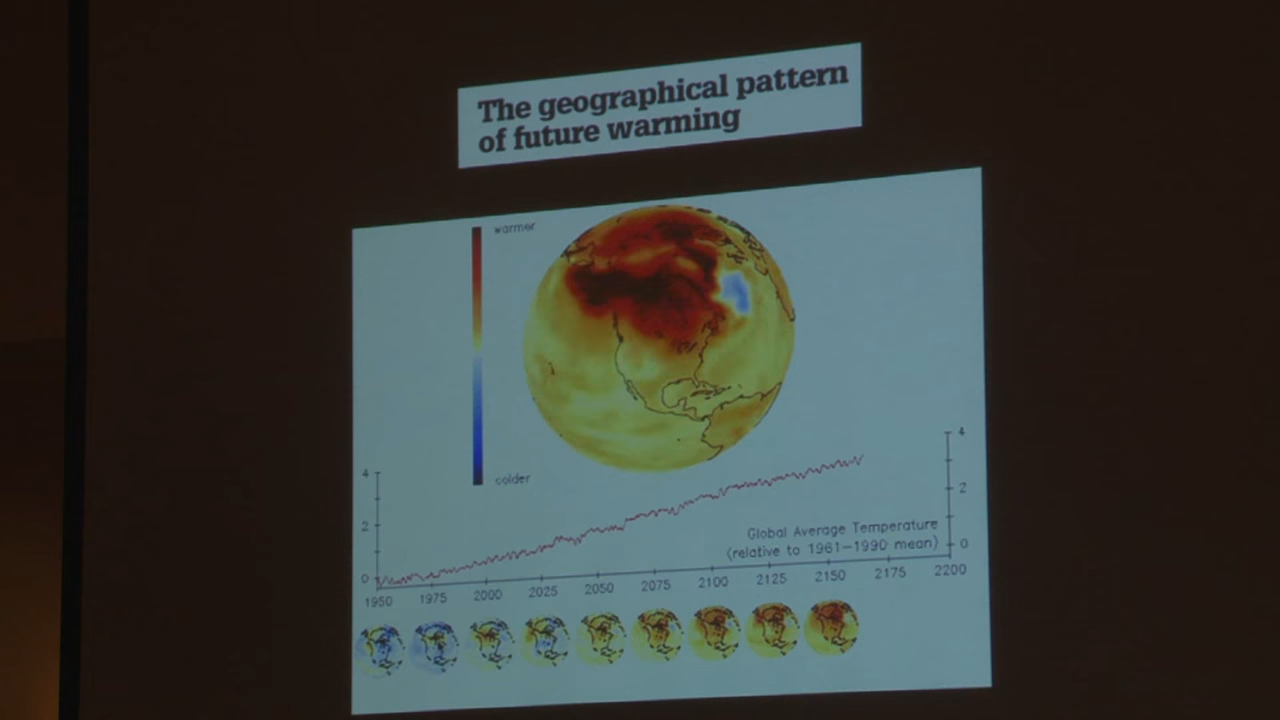 The geographical pattern
of future warming
warmer
colder
4
2
0
4
2
0
Global Average Temperature
(relative to 1961-1990 mean)
1950 1975 2000 2025 2050 2075 2100 2125 2150 2175 2200